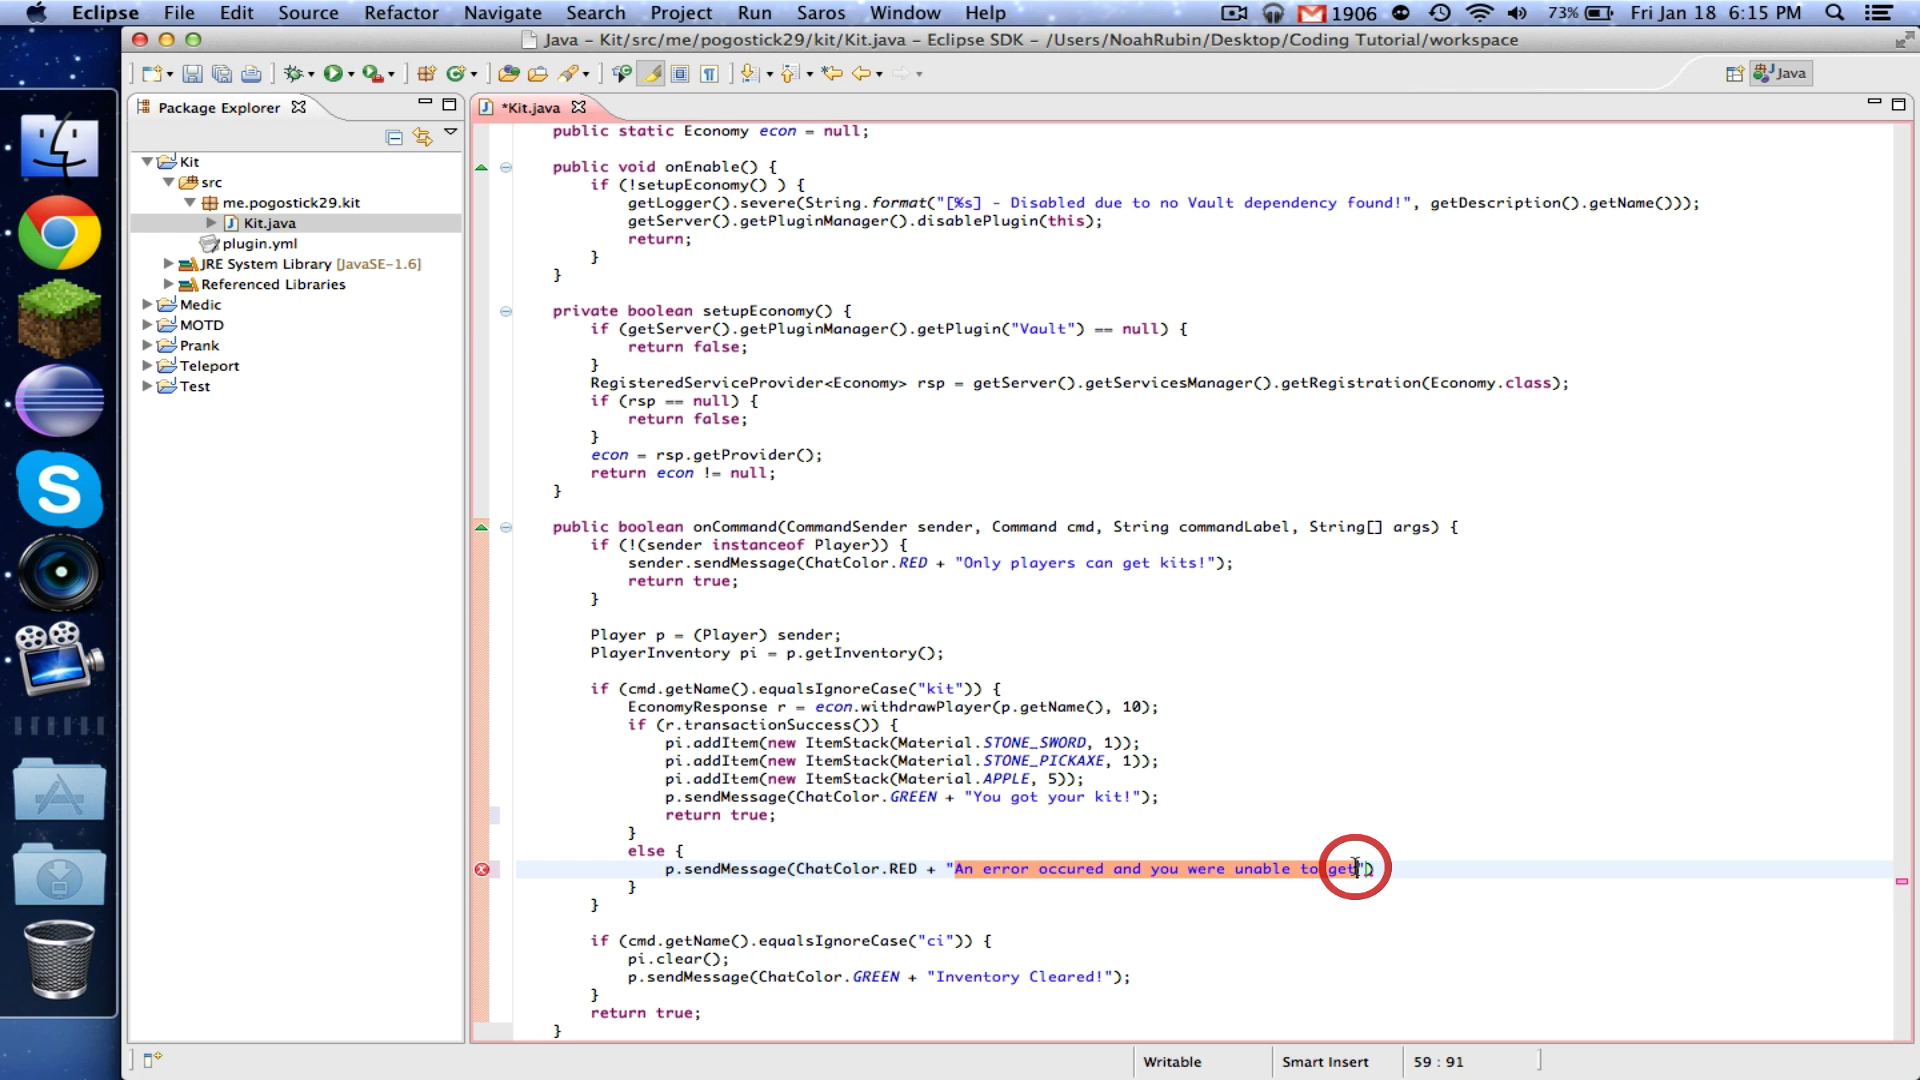 Eclipse File Edit Source Refactor Navigate Search Project Run Saros Window Help 1906 73% Fri Jan 18 6:15 PM
Java – Kit/src/me/pogostick29/kit/Kit.java – Eclipse SDK – /Users/NoahRubin/Desktop/Coding Tutorial/workspace
Java
Package Explorer
*Kit.java
Kit
src
me.pogostick29.kit
Kit.java
plugin.yml
JRE System Library [JavaSE-1.6]
Referenced Libraries
Medic
MOTD
Prank
Teleport
Test
public static Economy econ = null;
public void onEnable() {
if (!setupEconomy() ) {
getLogger().severe(String.format("[%s] - Disabled due to no Vault dependency found!", getDescription().getName()));
getServer().getPluginManager().disablePlugin(this);
return;
}
}
private boolean setupEconomy() {
if (getServer().getPluginManager().getPlugin("Vault") == null) {
return false;
}
RegisteredServiceProvider<Economy> rsp = getServer().getServicesManager().getRegistration(Economy.class);
if (rsp == null) {
return false;
}
econ = rsp.getProvider();
return econ != null;
}
public boolean onCommand(CommandSender sender, Command cmd, String commandLabel, String[] args) {
if (!(sender instanceof Player)) {
sender.sendMessage(ChatColor.RED + "Only players can get kits!");
return true;
}
Player p = (Player) sender;
PlayerInventory pi = p.getInventory();
if (cmd.getName().equalsIgnoreCase("kit")) {
EconomyResponse r = econ.withdrawPlayer(p.getName(), 10);
if (r.transactionSuccess()) {
pi.addItem(new ItemStack(Material.STONE_SWORD, 1));
pi.addItem(new ItemStack(Material.STONE_PICKAXE, 1));
pi.addItem(new ItemStack(Material.APPLE, 5));
p.sendMessage(ChatColor.GREEN + "You got your kit!");
return true;
}
else {
p.sendMessage(ChatColor.RED + "An error occured and you were unable to get")
}
}
if (cmd.getName().equalsIgnoreCase("ci")) {
pi.clear();
p.sendMessage(ChatColor.GREEN + "Inventory Cleared!");
}
return true;
}
Writable Smart Insert 59 : 91